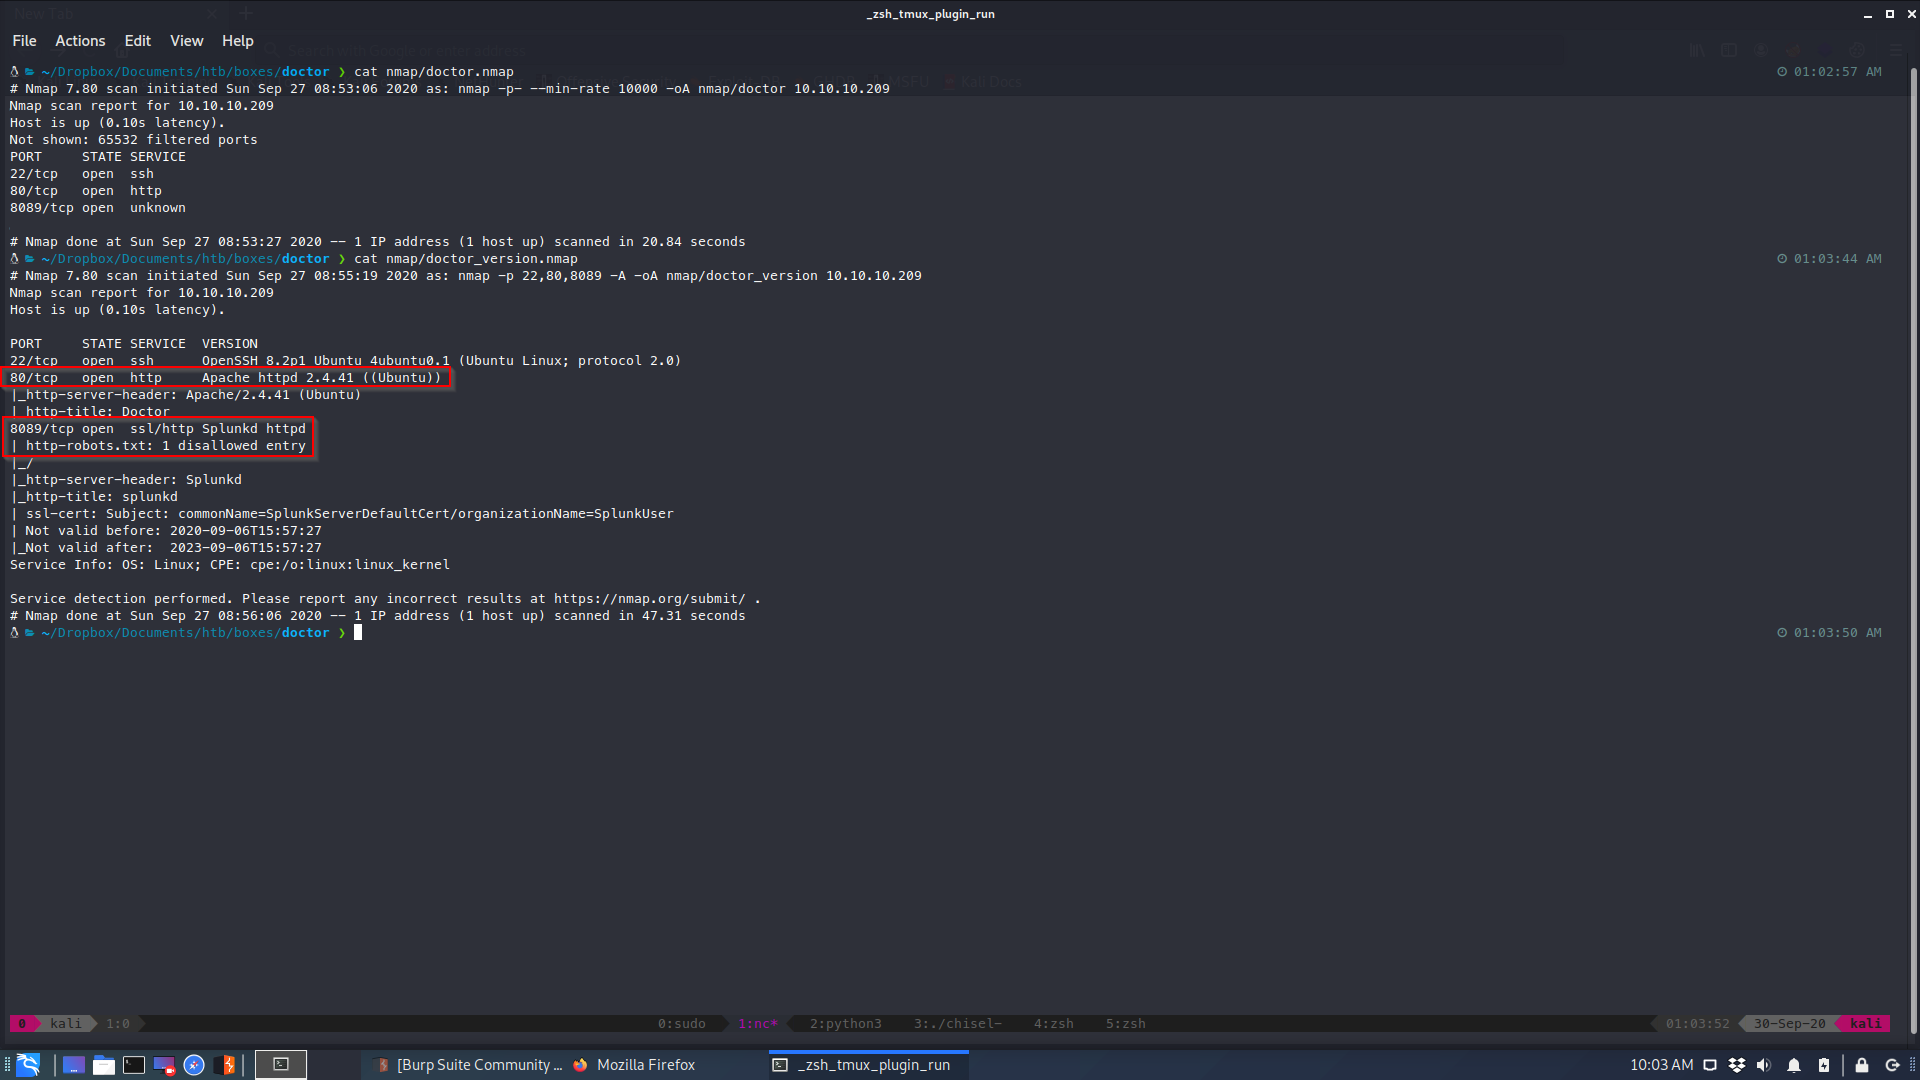 New Tab
_zsh_tmux_plugin_run
File Actions Edit View Help
~/Dropbox/Documents/htb/boxes/doctor ❯ cat nmap/doctor.nmap 01:02:57 AM
# Nmap 7.80 scan initiated Sun Sep 27 08:53:06 2020 as: nmap -p- --min-rate 10000 -oA nmap/doctor 10.10.10.209
Nmap scan report for 10.10.10.209
Host is up (0.10s latency).
Not shown: 65532 filtered ports
PORT     STATE SERVICE
22/tcp   open  ssh
80/tcp   open  http
8089/tcp open  unknown
# Nmap done at Sun Sep 27 08:53:27 2020 -- 1 IP address (1 host up) scanned in 20.84 seconds
~/Dropbox/Documents/htb/boxes/doctor ❯ cat nmap/doctor_version.nmap 01:03:44 AM
# Nmap 7.80 scan initiated Sun Sep 27 08:55:19 2020 as: nmap -p 22,80,8089 -A -oA nmap/doctor_version 10.10.10.209
Nmap scan report for 10.10.10.209
Host is up (0.10s latency).
PORT     STATE SERVICE  VERSION
22/tcp   open  ssh      OpenSSH 8.2p1 Ubuntu 4ubuntu0.1 (Ubuntu Linux; protocol 2.0)
80/tcp   open  http     Apache httpd 2.4.41 ((Ubuntu))
|_http-server-header: Apache/2.4.41 (Ubuntu)
|_http-title: Doctor
8089/tcp open  ssl/http Splunkd httpd
| http-robots.txt: 1 disallowed entry
|_/
|_http-server-header: Splunkd
|_http-title: splunkd
| ssl-cert: Subject: commonName=SplunkServerDefaultCert/organizationName=SplunkUser
| Not valid before: 2020-09-06T15:57:27
|_Not valid after:  2023-09-06T15:57:27
Service Info: OS: Linux; CPE: cpe:/o:linux:linux_kernel
Service detection performed. Please report any incorrect results at https://nmap.org/submit/ .
# Nmap done at Sun Sep 27 08:56:06 2020 -- 1 IP address (1 host up) scanned in 47.31 seconds
~/Dropbox/Documents/htb/boxes/doctor ❯ 01:03:50 AM
0 kali 1:0 0:sudo 1:nc* 2:python3 3:./chisel- 4:zsh 5:zsh 01:03:52 30-Sep-20 kali
[Burp Suite Community ... Mozilla Firefox _zsh_tmux_plugin_run 10:03 AM